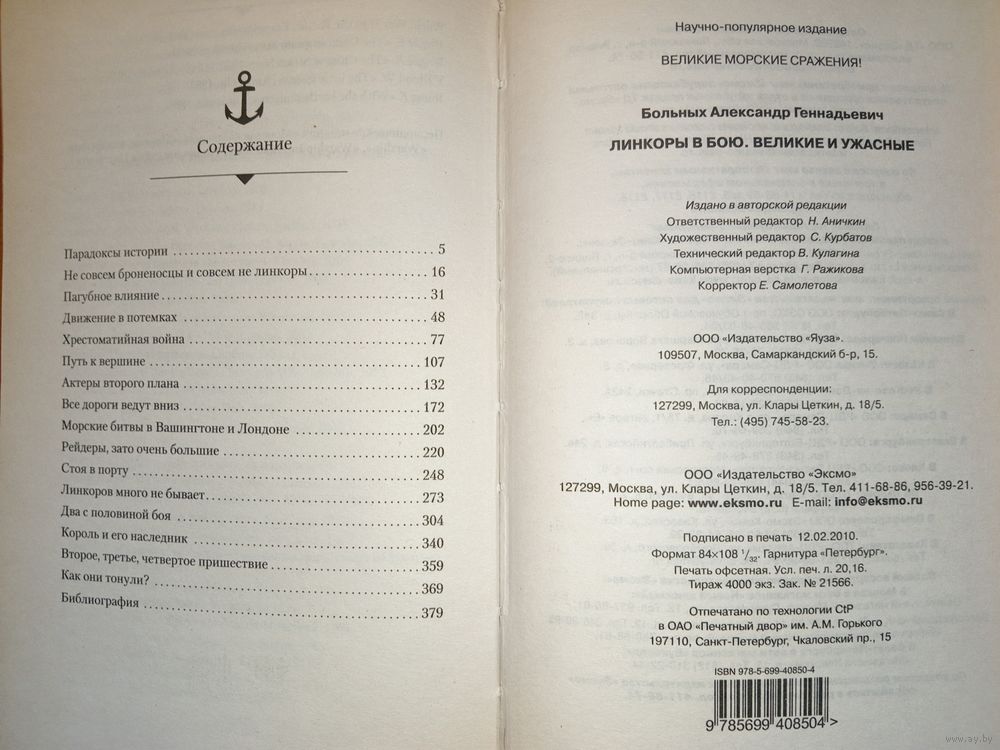 Содержание
Парадоксы истории 5
Не совсем броненосцы и совсем не линкоры 16
Пагубное влияние 31
Движение в потемках 48
Хрестоматийная война 77
Путь к вершине 107
Актеры второго плана 132
Все дороги ведут вниз 172
Морские битвы в Вашингтоне и Лондоне 202
Рейдеры, зато очень большие 220
Стоя в порту 248
Линкоров много не бывает 273
Два с половиной боя 304
Король и его наследник 340
Второе, третье, четвертое пришествие 359
Как они тонули? 369
Библиография 379
Научно-популярное издание
ВЕЛИКИЕ МОРСКИЕ СРАЖЕНИЯ!
Больных Александр Геннадьевич
ЛИНКОРЫ В БОЮ. ВЕЛИКИЕ И УЖАСНЫЕ
Издано в авторской редакции
Ответственный редактор Н. Аничкин
Художественный редактор С. Курбатов
Технический редактор В. Кулагина
Компьютерная верстка Г. Ражикова
Корректор Е. Самолетова
ООО «Издательство «Яуза».
109507, Москва, Самаркандский б-р, 15.
Для корреспонденции:
127299, Москва, ул. Клары Цеткин, д. 18/5.
Тел.: (495) 745-58-23.
ООО «Издательство «Эксмо»
127299, Москва, ул. Клары Цеткин, д. 18/5. Тел. 411-68-86, 956-39-21.
Home page: www.eksmo.ru E-mail: info@eksmo.ru
Подписано в печать 12.02.2010.
Формат 84×108 1/32. Гарнитура «Петербург».
Печать офсетная. Усл. печ. л. 20,16.
Тираж 4000 экз. Зак. № 21566.
Отпечатано по технологии CtP
в ОАО «Печатный двор» им. А.М. Горького
197110, Санкт-Петербург, Чкаловский пр., 15
ISBN 978-5-699-40850-4
9 785699 408504 >
www.ay.by